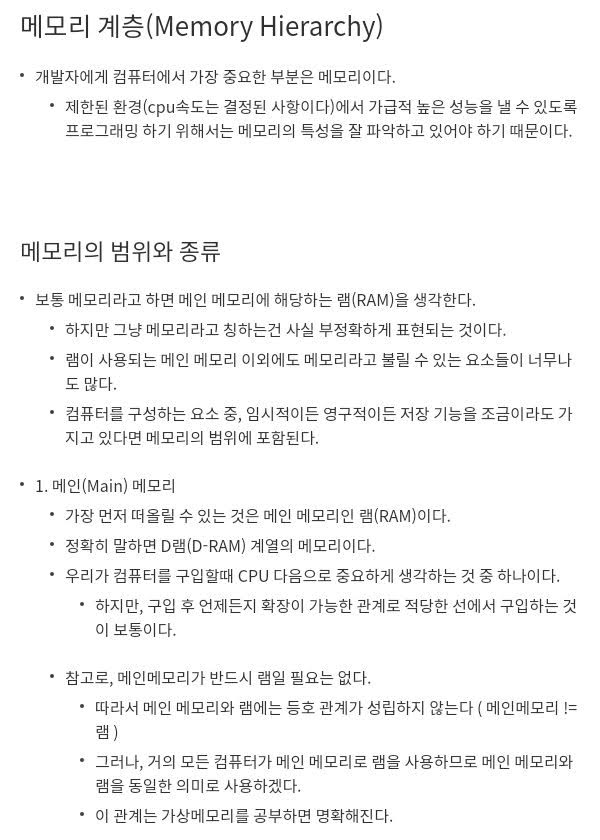 메모리 계층(Memory Hierarchy)
• 개발자에게 컴퓨터에서 가장 중요한 부분은 메모리이다.
• 제한된 환경(cpu속도는 결정된 사항이다)에서 가급적 높은 성능을 낼 수 있도록
프로그래밍 하기 위해서는 메모리의 특성을 잘 파악하고 있어야 하기 때문이다.
메모리의 범위와 종류
• 보통 메모리라고 하면 메인 메모리에 해당하는 램(RAM)을 생각한다.
• 하지만 그냥 메모리라고 칭하는건 사실 부정확하게 표현되는 것이다.
• 램이 사용되는 메인 메모리 이외에도 메모리라고 불릴 수 있는 요소들이 너무나
도 많다.
• 컴퓨터를 구성하는 요소 중, 임시적이든 영구적이든 저장 기능을 조금이라도 가
지고 있다면 메모리의 범위에 포함된다.
• 1. 메인(Main) 메모리
• 가장 먼저 떠올릴 수 있는 것은 메인 메모리인 램(RAM)이다.
• 정확히 말하면 D램(D-RAM) 계열의 메모리이다.
• 우리가 컴퓨터를 구입할때 CPU 다음으로 중요하게 생각하는 것 중 하나이다.
• 하지만, 구입 후 언제든지 확장이 가능한 관계로 적당한 선에서 구입하는 것
이 보통이다.
• 참고로, 메인메모리가 반드시 램일 필요는 없다.
• 따라서 메인 메모리와 램에는 등호 관계가 성립하지 않는다 ( 메인메모리 !=
램 )
• 그러나, 거의 모든 컴퓨터가 메인 메모리로 램을 사용하므로 메인 메모리와
램을 동일한 의미로 사용하겠다.
• 이 관계는 가상메모리를 공부하면 명확해진다.